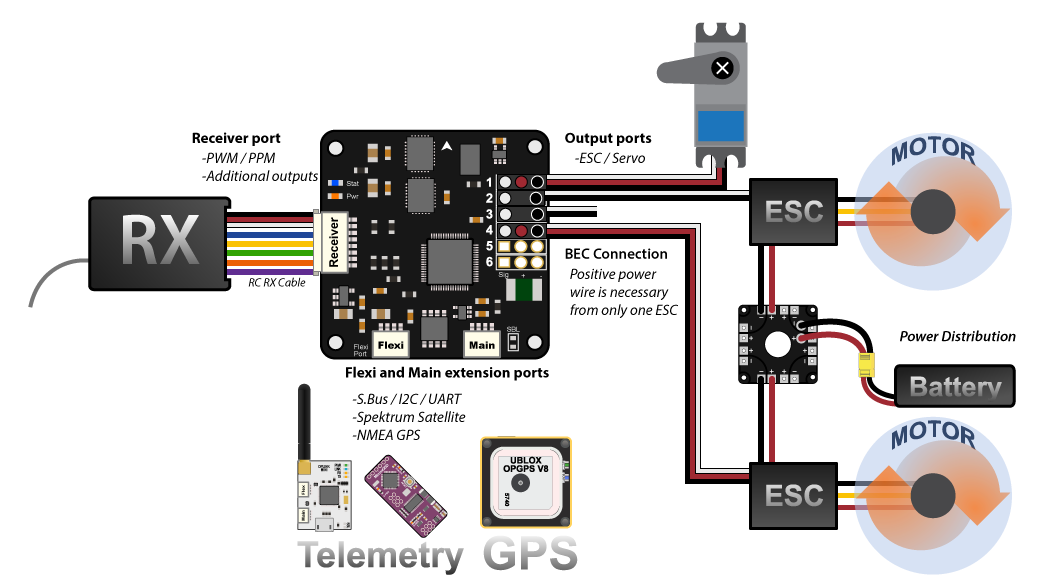 Receiver port
-PWM / PPM
-Additional outputs
Output ports
-ESC / Servo
MOTOR
RX
RC RX Cable
Stat
Pwr
Receiver
1
2
3
4
5
6
Sig + -
SBL
Flexi
Port
Flexi
Main
ESC
BEC Connection
Positive power
wire is necessary
from only one ESC
Power Distribution
Battery
Flexi and Main extension ports
-S.Bus / I2C / UART
-Spektrum Satellite
-NMEA GPS
MOTOR
ESC
Flexi
Main
UBLOX
OPGPS V8
Telemetry
GPS